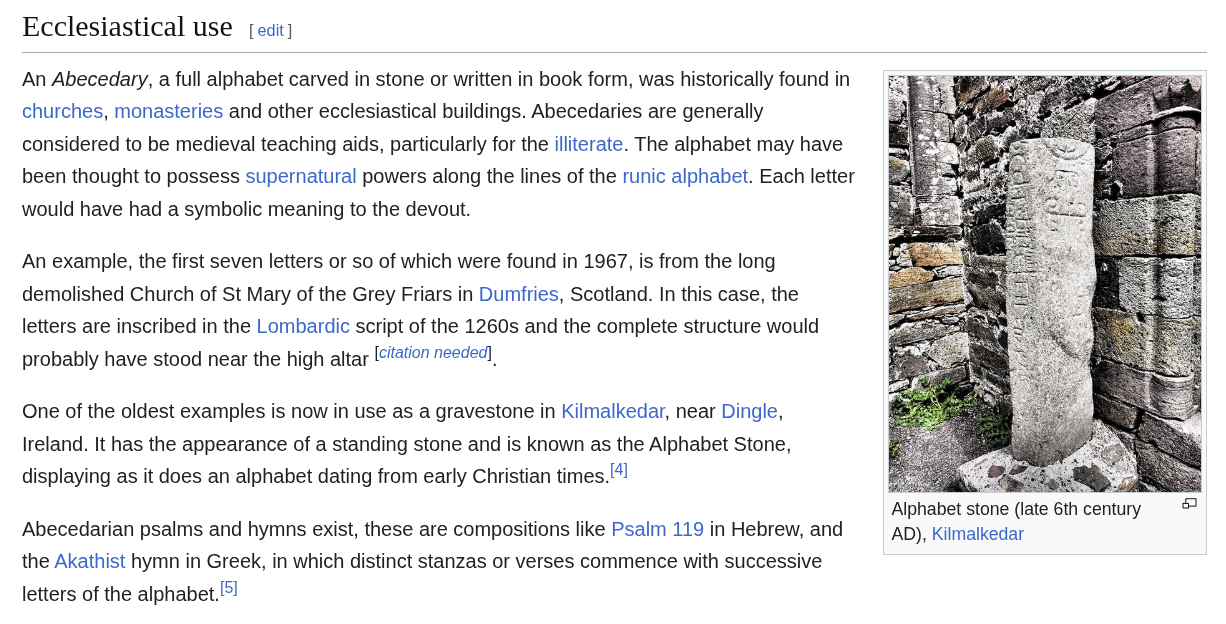 Ecclesiastical use [ edit ]
An Abecedary, a full alphabet carved in stone or written in book form, was historically found in
churches, monasteries and other ecclesiastical buildings. Abecedaries are generally
considered to be medieval teaching aids, particularly for the illiterate. The alphabet may have
been thought to possess supernatural powers along the lines of the runic alphabet. Each letter
would have had a symbolic meaning to the devout.
An example, the first seven letters or so of which were found in 1967, is from the long
demolished Church of St Mary of the Grey Friars in Dumfries, Scotland. In this case, the
letters are inscribed in the Lombardic script of the 1260s and the complete structure would
probably have stood near the high altar [citation needed].
One of the oldest examples is now in use as a gravestone in Kilmalkedar, near Dingle,
Ireland. It has the appearance of a standing stone and is known as the Alphabet Stone,
displaying as it does an alphabet dating from early Christian times.[4]
Abecedarian psalms and hymns exist, these are compositions like Psalm 119 in Hebrew, and
the Akathist hymn in Greek, in which distinct stanzas or verses commence with successive
letters of the alphabet.[5]
Alphabet stone (late 6th century
AD), Kilmalkedar